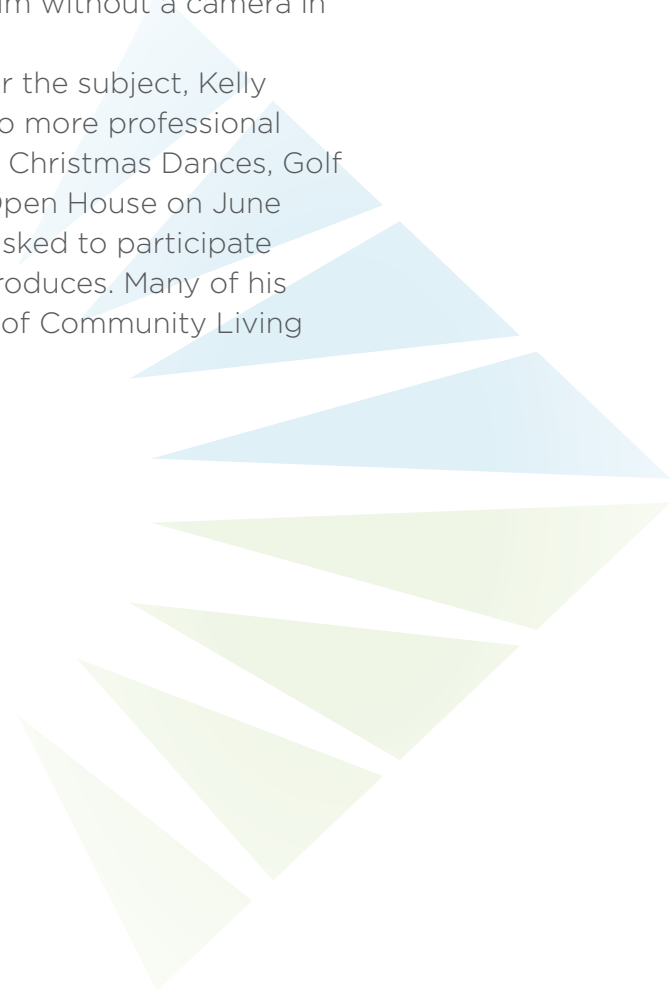 without a camera in
r the subject, Kelly
o more professional
Christmas Dances, Golf
pen House on June
sked to participate
roduces. Many of his
of Community Living